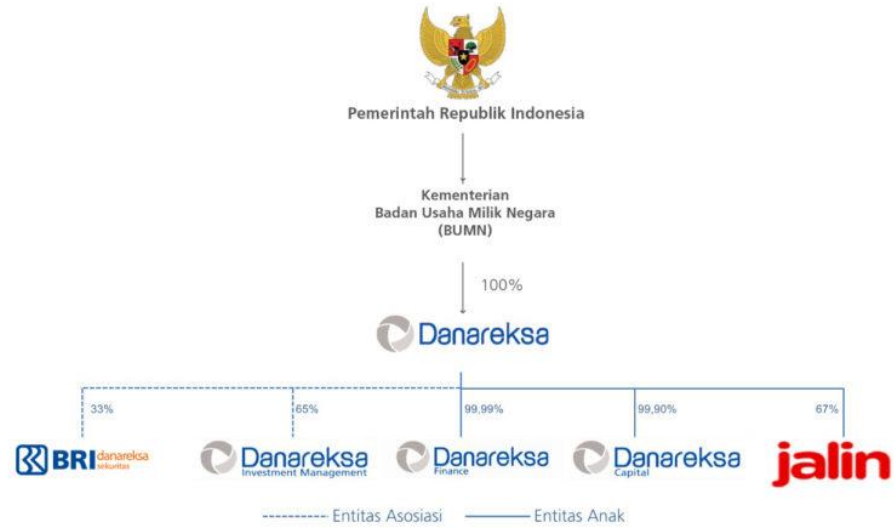 Pemerintah Republik Indonesia
Kementerian
Badan Usaha Milik Negara
(BUMN)
100%
Danareksa
33%
65%
99,99%
99,90%
67%
BRI danareksa
sekuritas
Danareksa
Investment Management
Danareksa
Finance
Danareksa
Capital
jalin
Entitas Asosiasi
Entitas Anak